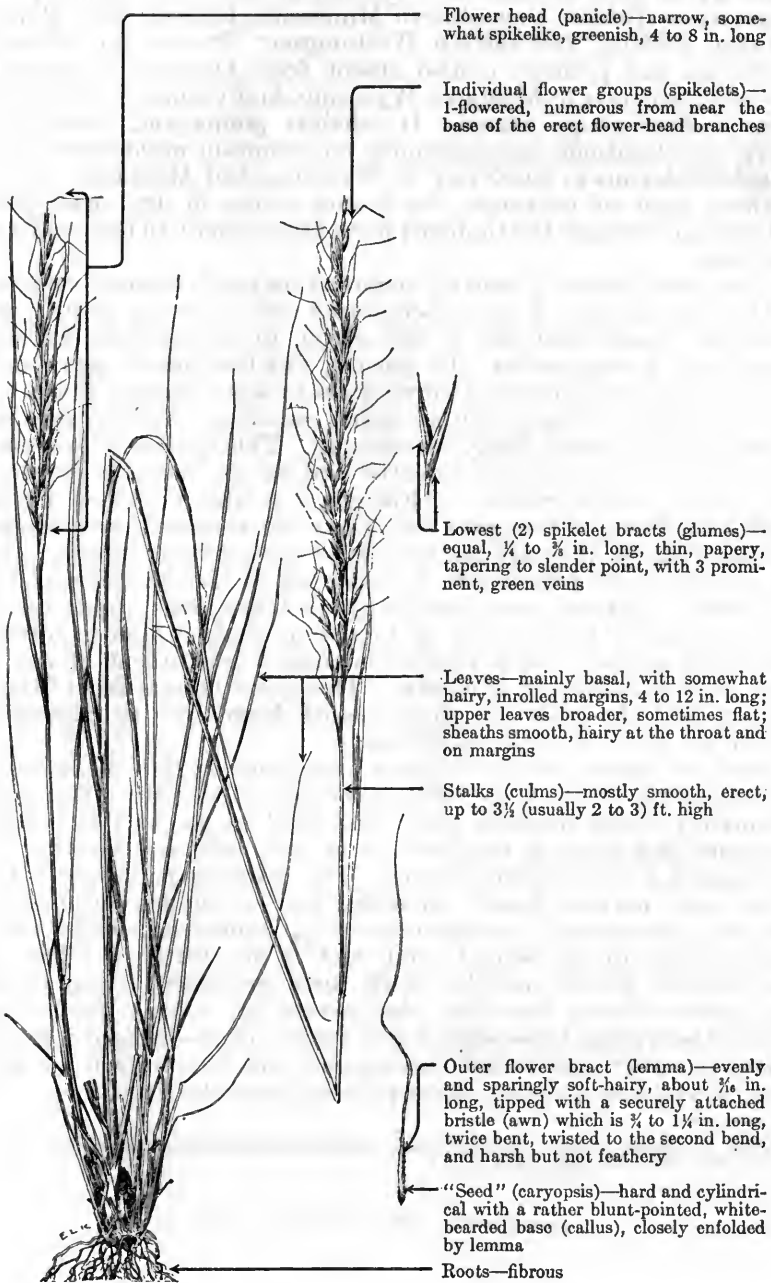 Flower head (panicle)—narrow, some-
what spikelike, greenish, 4 to 8 in. long
Individual flower groups (spikelets)—
1-flowered, numerous from near the
base of the erect flower-head branches
Lowest (2) spikelet bracts (glumes)—
equal, ¼ to ⅜ in. long, thin, papery,
tapering to slender point, with 3 promi-
nent, green veins
Leaves—mainly basal, with somewhat
hairy, inrolled margins, 4 to 12 in. long;
upper leaves broader, sometimes flat;
sheaths smooth, hairy at the throat and
on margins
Stalks (culms)—mostly smooth, erect,
up to 3½ (usually 2 to 3) ft. high
Outer flower bract (lemma)—evenly
and sparingly soft-hairy, about 3/16 in.
long, tipped with a securely attached
bristle (awn) which is ¾ to 1¼ in. long,
twice bent, twisted to the second bend,
and harsh but not feathery
"Seed" (caryopsis)—hard and cylindri-
cal with a rather blunt-pointed, white-
bearded base (callus), closely enfolded
by lemma
Roots—fibrous